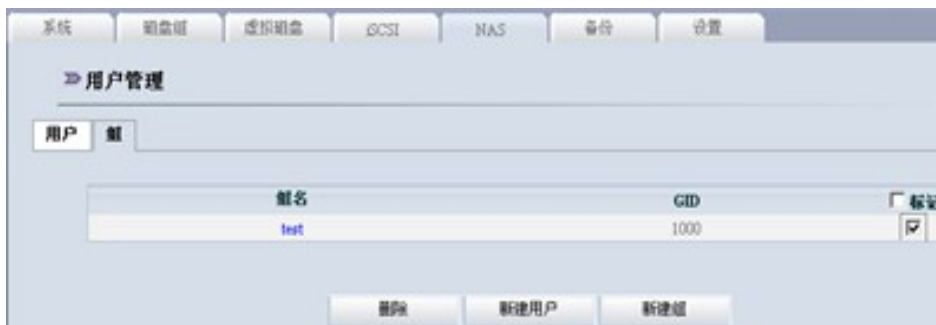 系统 磁盘组 虚拟磁盘 iSCSI NAS 备份 设置
用户管理
用户 组
组名 GID 标记
test 1000
删除 新建用户 新建组